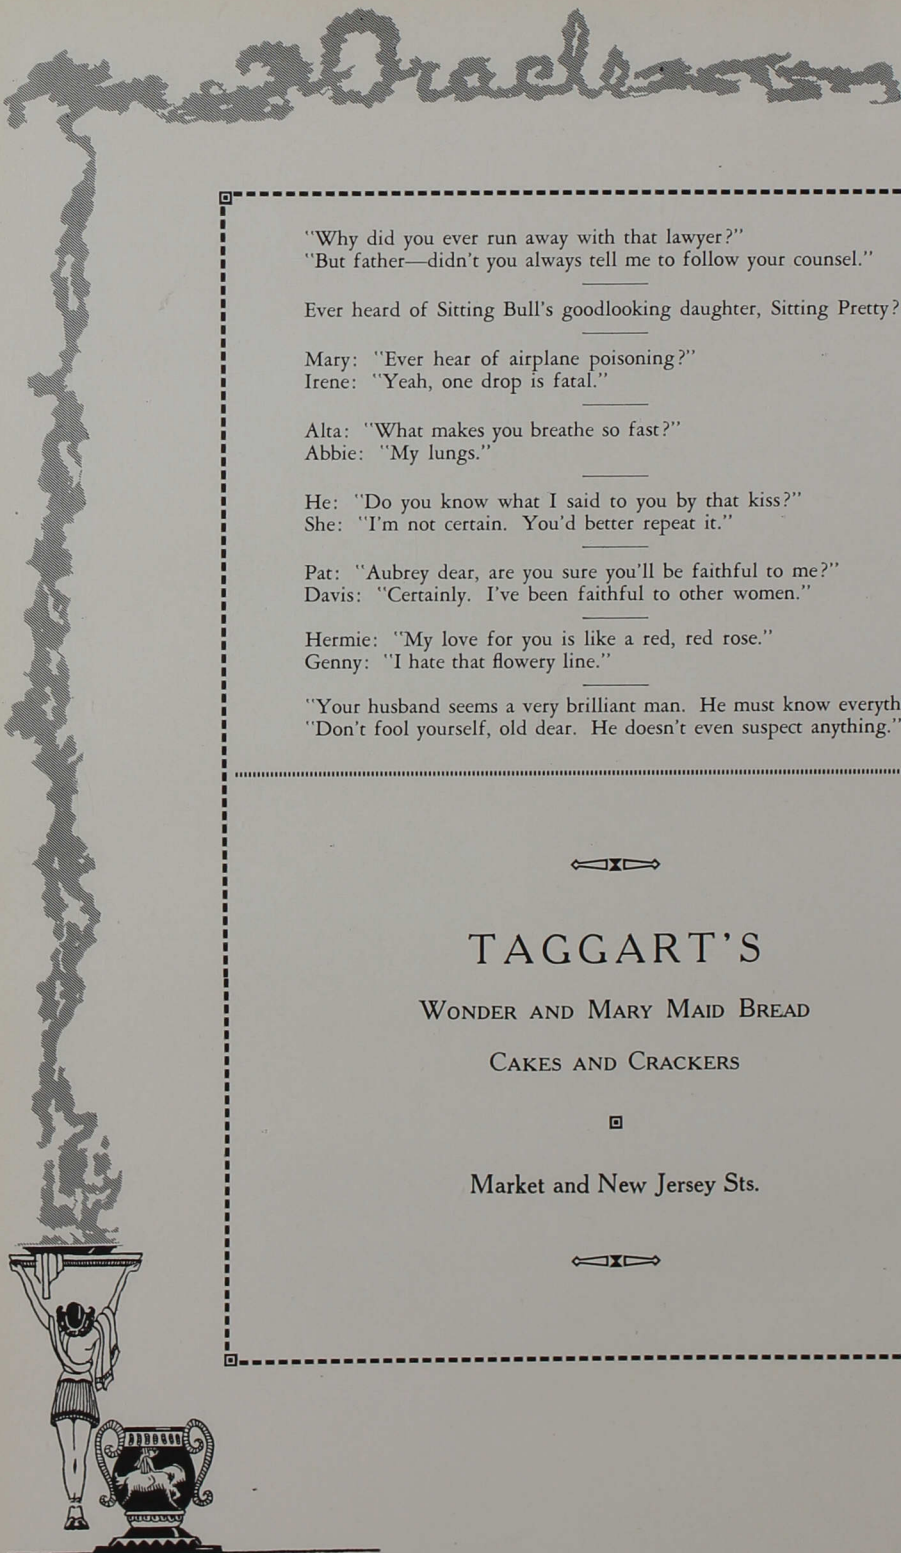 Oracle
"Why did you ever run away with that lawyer?"
"But father—didn't you always tell me to follow your counsel."
Ever heard of Sitting Bull's goodlooking daughter, Sitting Pretty?
Mary: "Ever hear of airplane poisoning?"
Irene: "Yeah, one drop is fatal."
Alta: "What makes you breathe so fast?"
Abbie: "My lungs."
He: "Do you know what I said to you by that kiss?"
She: "I'm not certain. You'd better repeat it."
Pat: "Aubrey dear, are you sure you'll be faithful to me?"
Davis: "Certainly. I've been faithful to other women."
Hermie: "My love for you is like a red, red rose."
Genny: "I hate that flowery line."
"Your husband seems a very brilliant man. He must know everyth
"Don't fool yourself, old dear. He doesn't even suspect anything."
TAGGART'S
WONDER AND MARY MAID BREAD
CAKES AND CRACKERS
Market and New Jersey Sts.